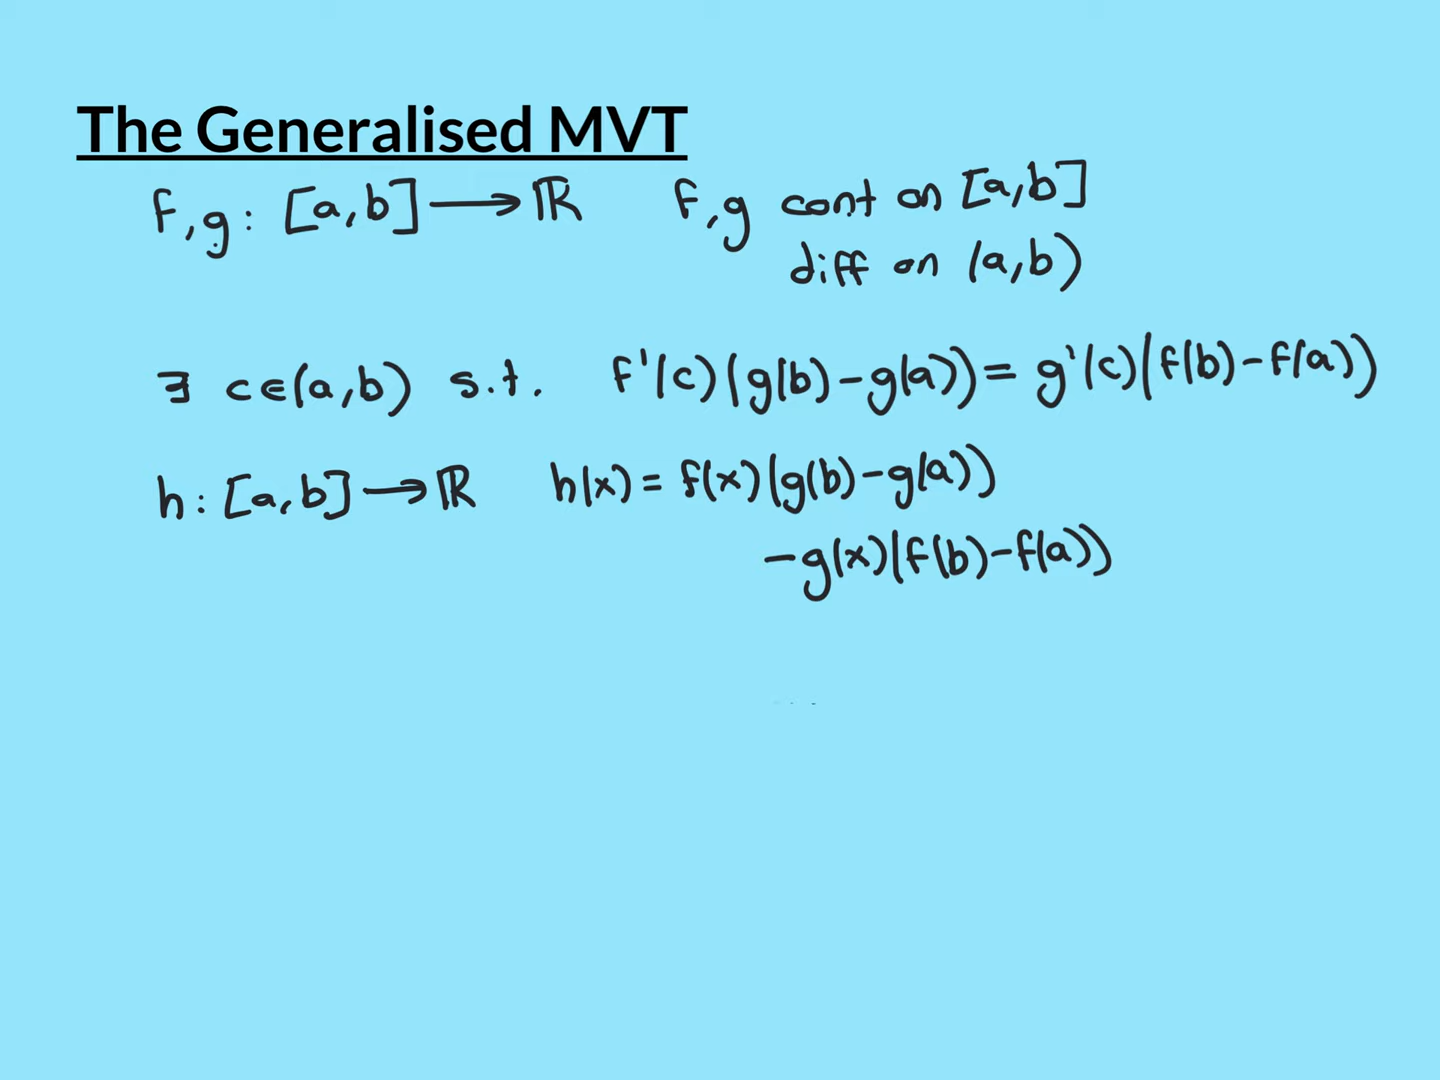 The Generalised MVT
f,g: [a,b] ⟶ ℝ f,g cont on [a,b]
diff on (a,b)
∃ c∈(a,b) s.t. f'(c)(g(b)-g(a)) = g'(c)(f(b)-f(a))
h: [a,b] ⟶ ℝ h(x) = f(x)(g(b)-g(a))
-g(x)(f(b)-f(a))